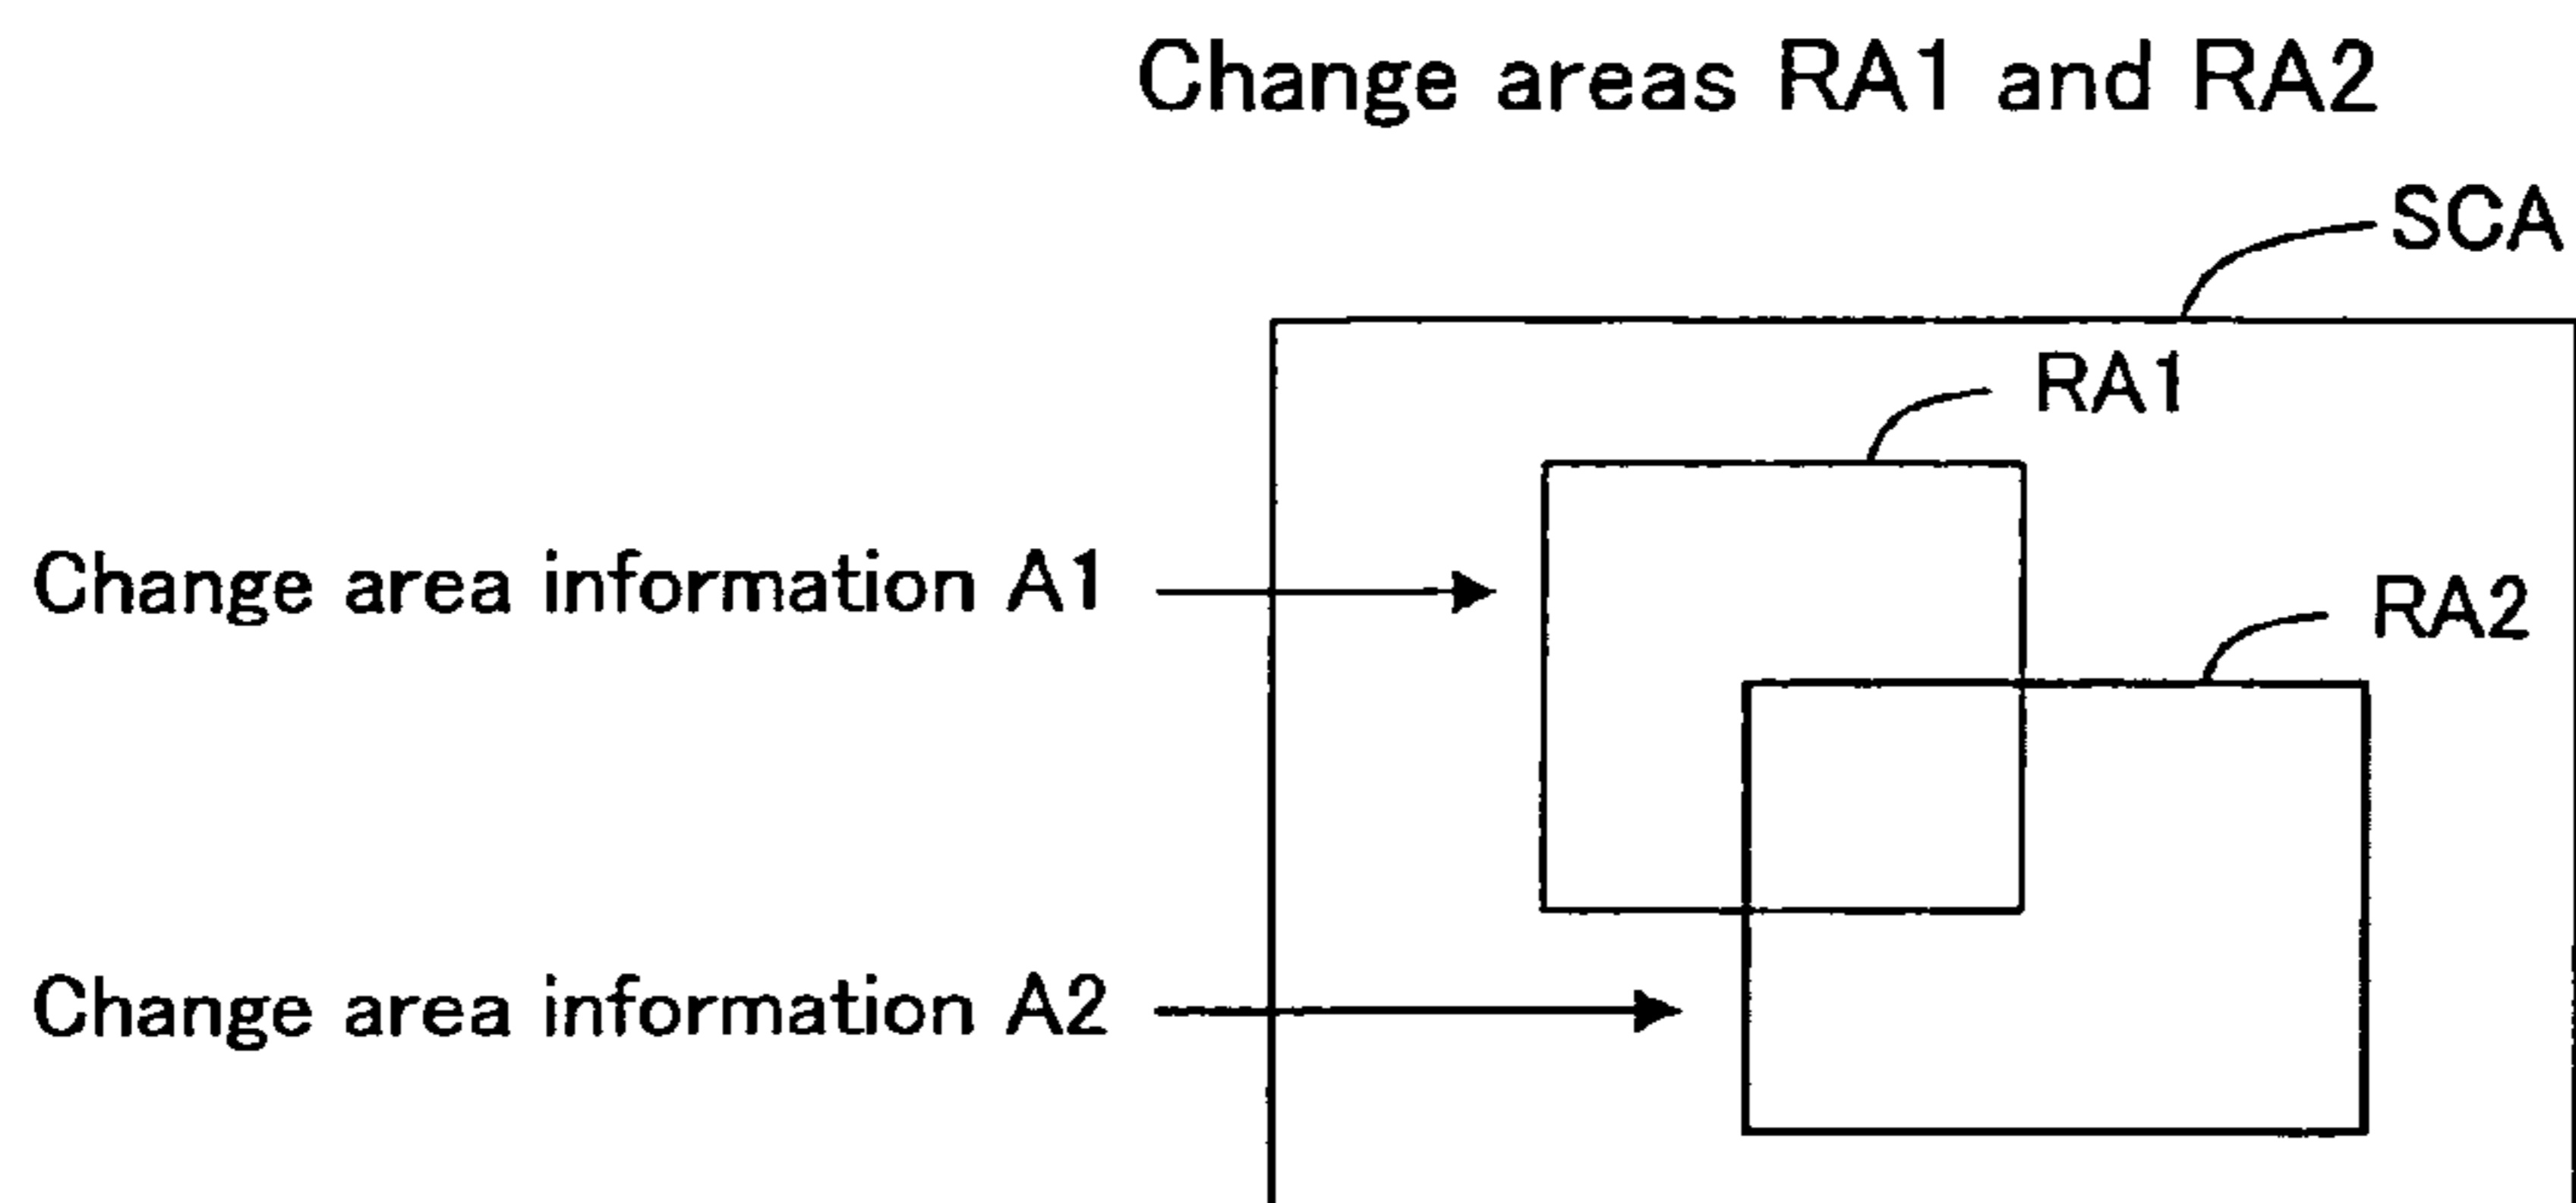 Change areas RA1 and RA2
SCA
RA1
Change area information A1
RA2
Change area information A2